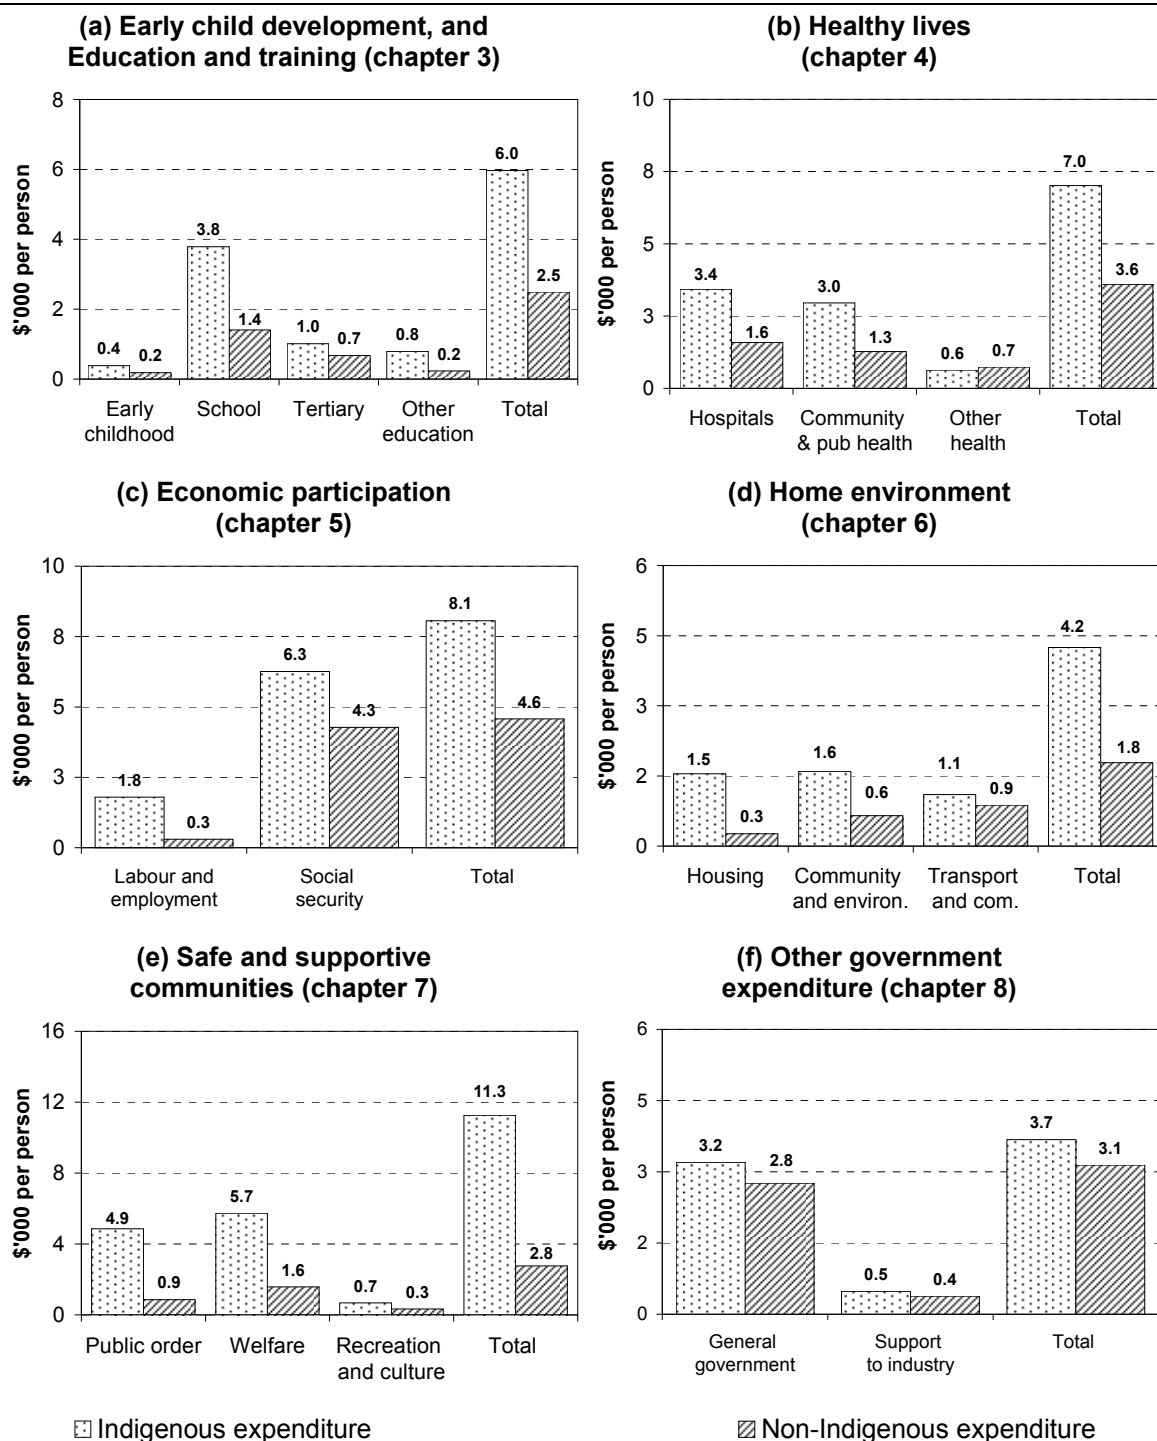 (a) Early child development, and
Education and training (chapter 3)
$'000 per person
8
6
4
2
0
0.4
0.2
3.8
1.4
1.0
0.7
0.8
0.2
6.0
2.5
Early
childhood
School
Tertiary
Other
education
Total
(b) Healthy lives
(chapter 4)
$'000 per person
10
8
5
3
0
3.4
1.6
3.0
1.3
0.6
0.7
7.0
3.6
Hospitals
Community
& pub health
Other
health
Total
(c) Economic participation
(chapter 5)
$'000 per person
10
8
5
3
0
1.8
0.3
6.3
4.3
8.1
4.6
Labour and
employment
Social
security
Total
(d) Home environment
(chapter 6)
$'000 per person
6
5
3
2
0
1.5
0.3
1.6
0.6
1.1
0.9
4.2
1.8
Housing
Community
and environ.
Transport
and com.
Total
(e) Safe and supportive
communities (chapter 7)
$'000 per person
16
12
8
4
0
4.9
0.9
5.7
1.6
0.7
0.3
11.3
2.8
Public order
Welfare
Recreation
and culture
Total
(f) Other government
expenditure (chapter 8)
$'000 per person
6
5
3
2
0
3.2
2.8
0.5
0.4
3.7
3.1
General
government
Support
to industry
Total
Indigenous expenditure
Non-Indigenous expenditure